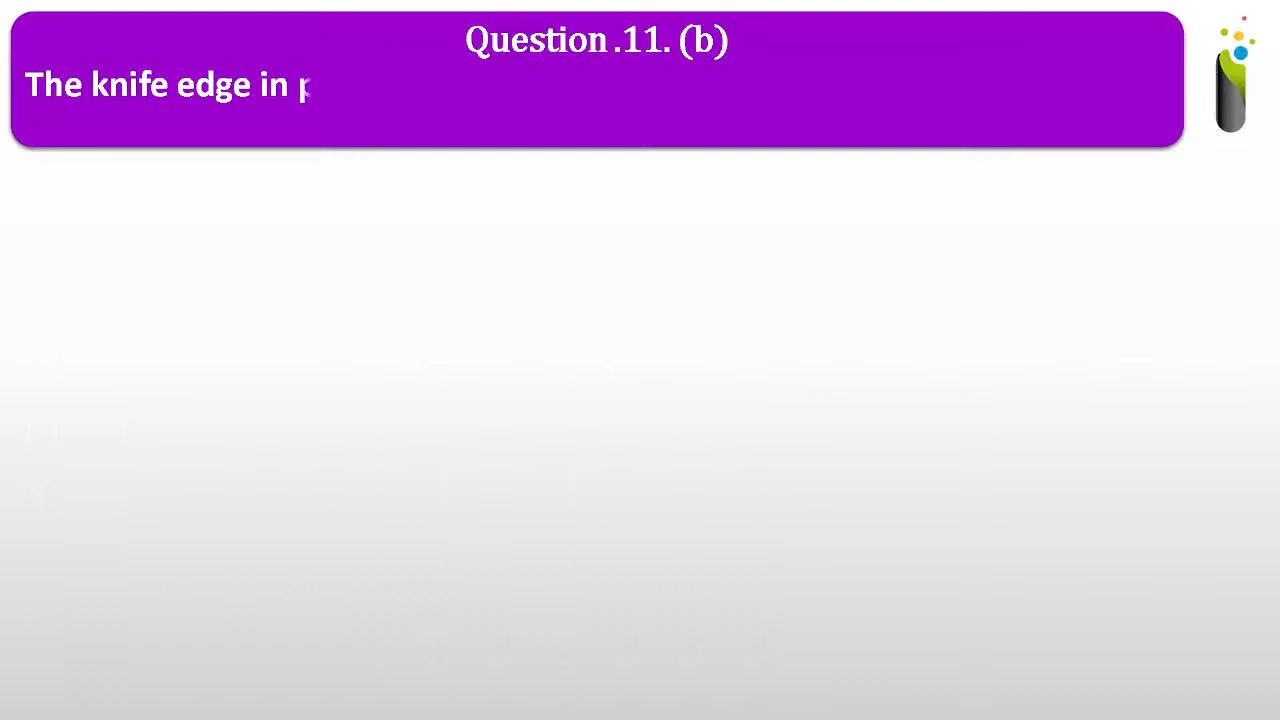 Question .11. (b)
The knife edge in